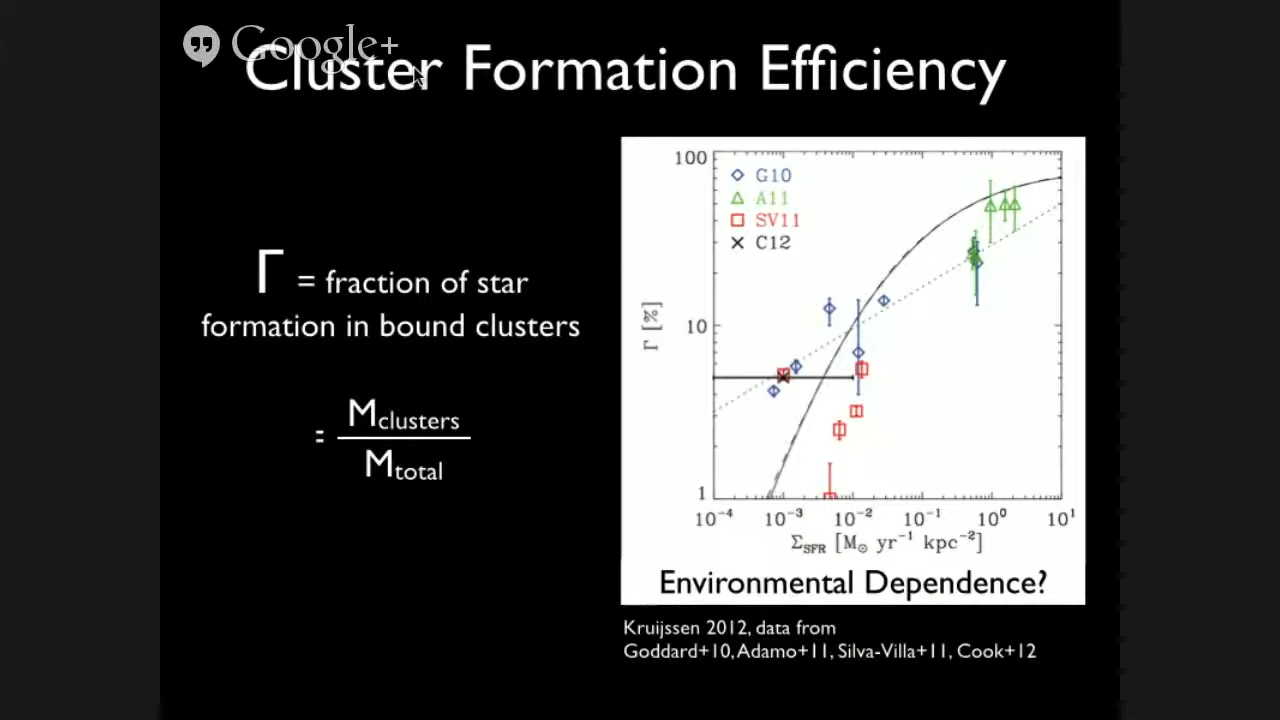 Google+
Cluster Formation Efficiency
Γ = fraction of star
formation in bound clusters
= M_clusters
M_total
100
10
1
Γ [%]
G10
A11
SV11
C12
10⁻⁴ 10⁻³ 10⁻² 10⁻¹ 10⁰ 10¹
Σ_SFR [M⊙ yr⁻¹ kpc⁻²]
Environmental Dependence?
Kruijssen 2012, data from
Goddard+10, Adamo+11, Silva-Villa+11, Cook+12